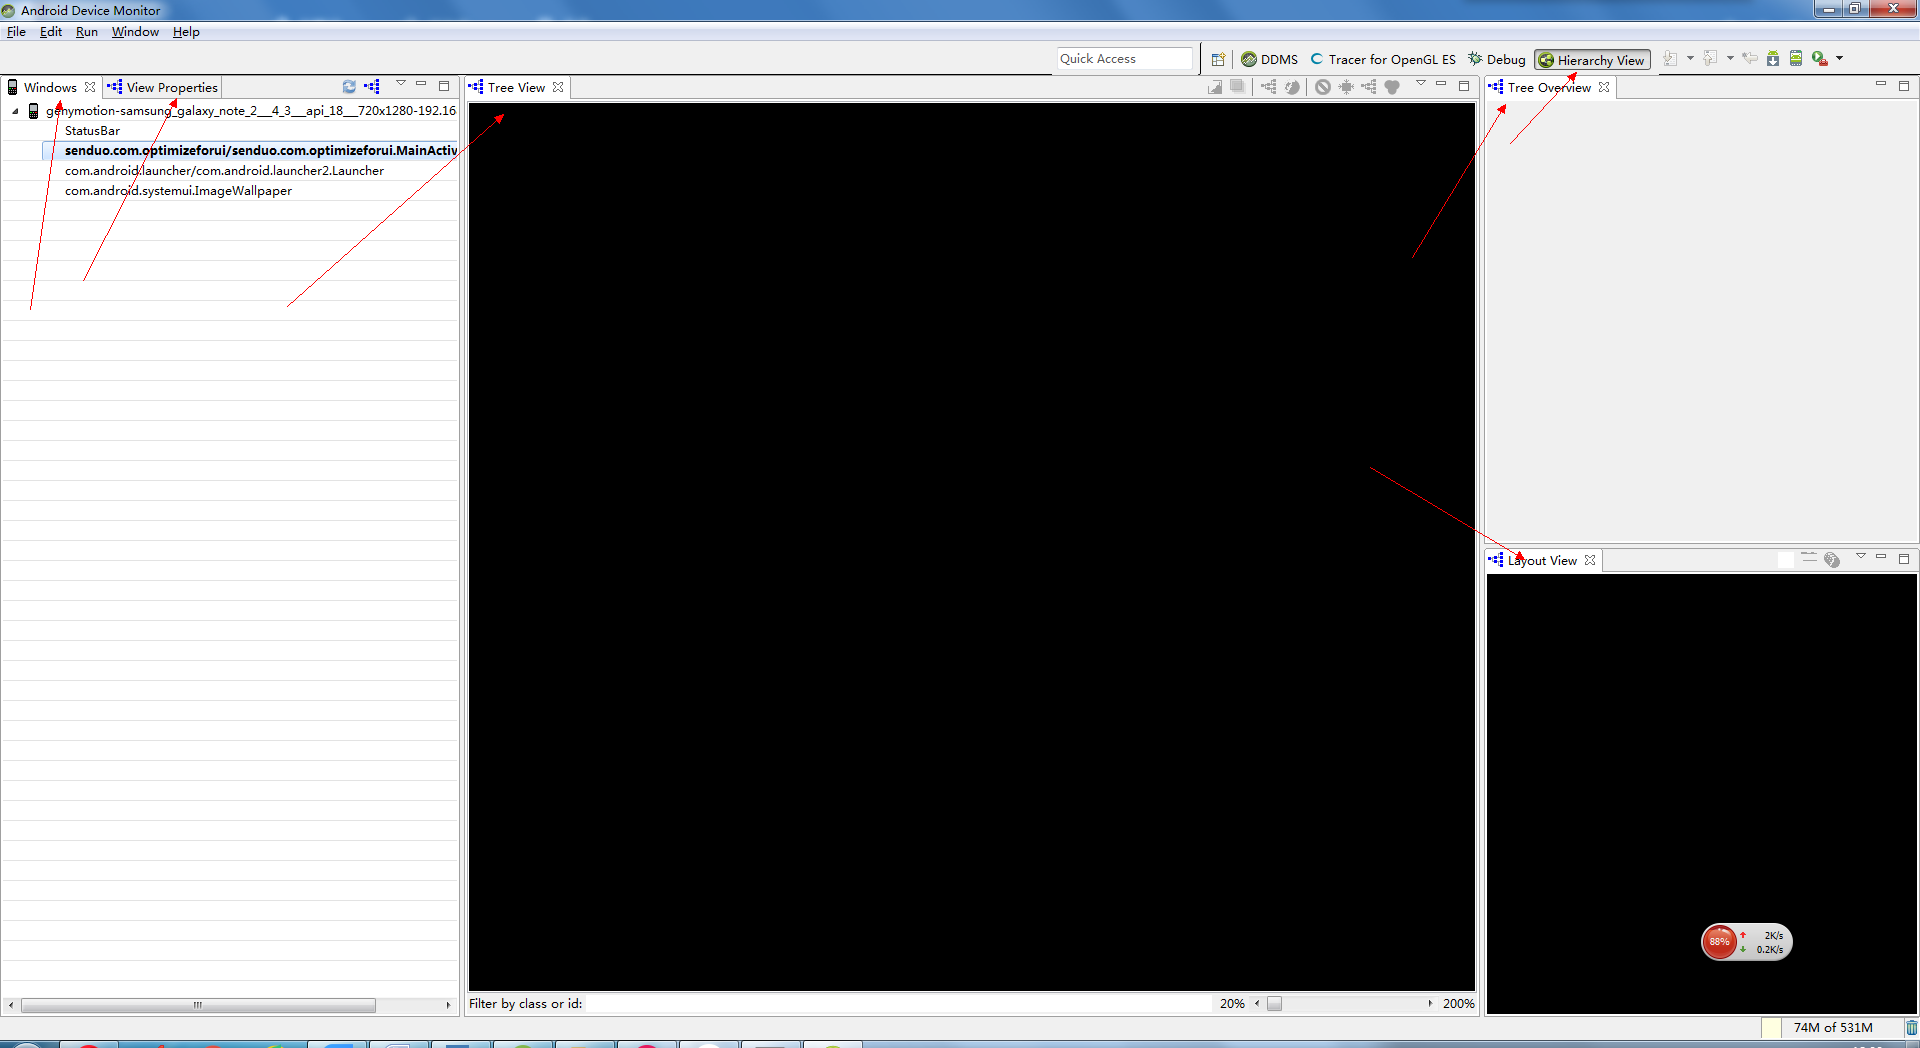 Android Device Monitor
File Edit Run Window Help
Quick Access
DDMS
Tracer for OpenGL ES
Debug
Hierarchy View
Windows
View Properties
Tree View
Tree Overview
genymotion-samsung_galaxy_note_2___4_3___api_18___720x1280-192.16
StatusBar
senduo.com.optimizeforui/senduo.com.optimizeforui.MainActiv
com.android.launcher/com.android.launcher2.Launcher
com.android.systemui.ImageWallpaper
Layout View
88%
2K/s
0.2K/s
Filter by class or id:
20%
200%
74M of 531M